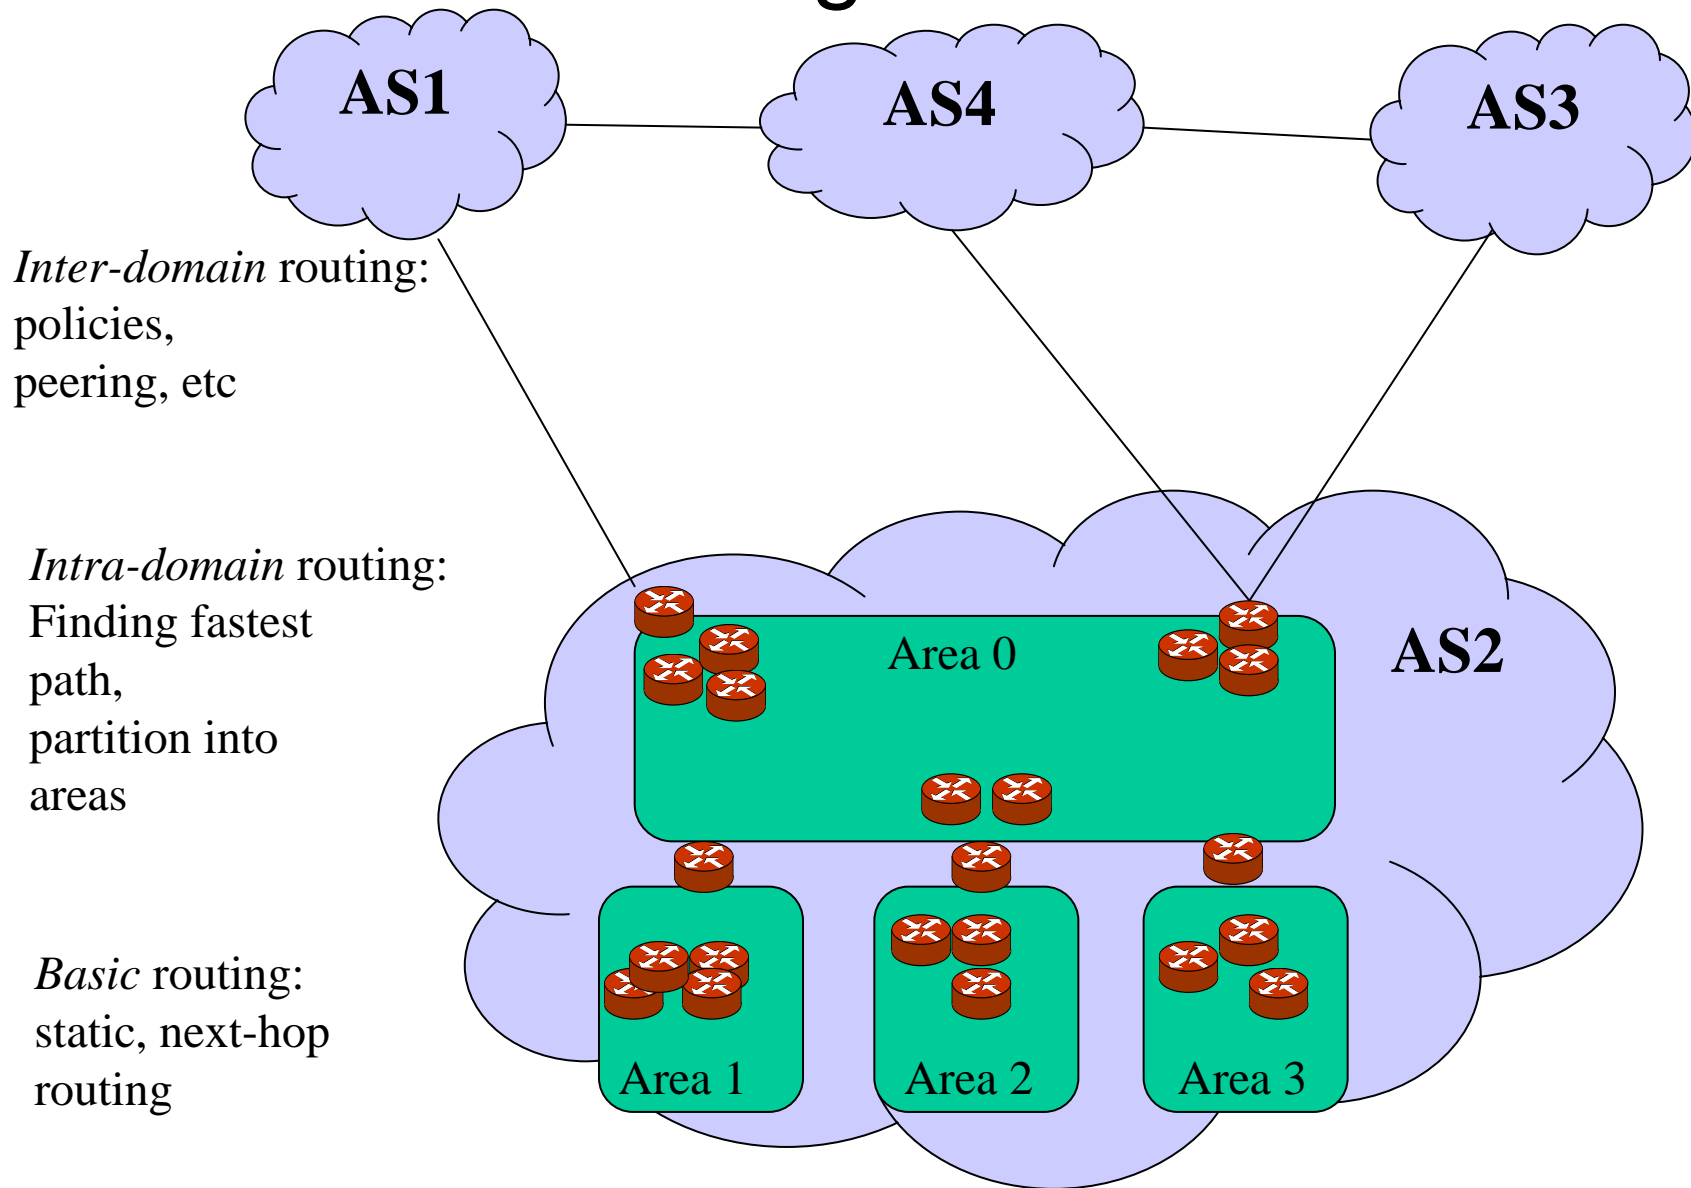 AS1
AS4
AS3
Inter-domain routing:
policies,
peering, etc
Intra-domain routing:
Finding fastest
path,
partition into
areas
Area 0
AS2
Basic routing:
static, next-hop
routing
Area 1
Area 2
Area 3